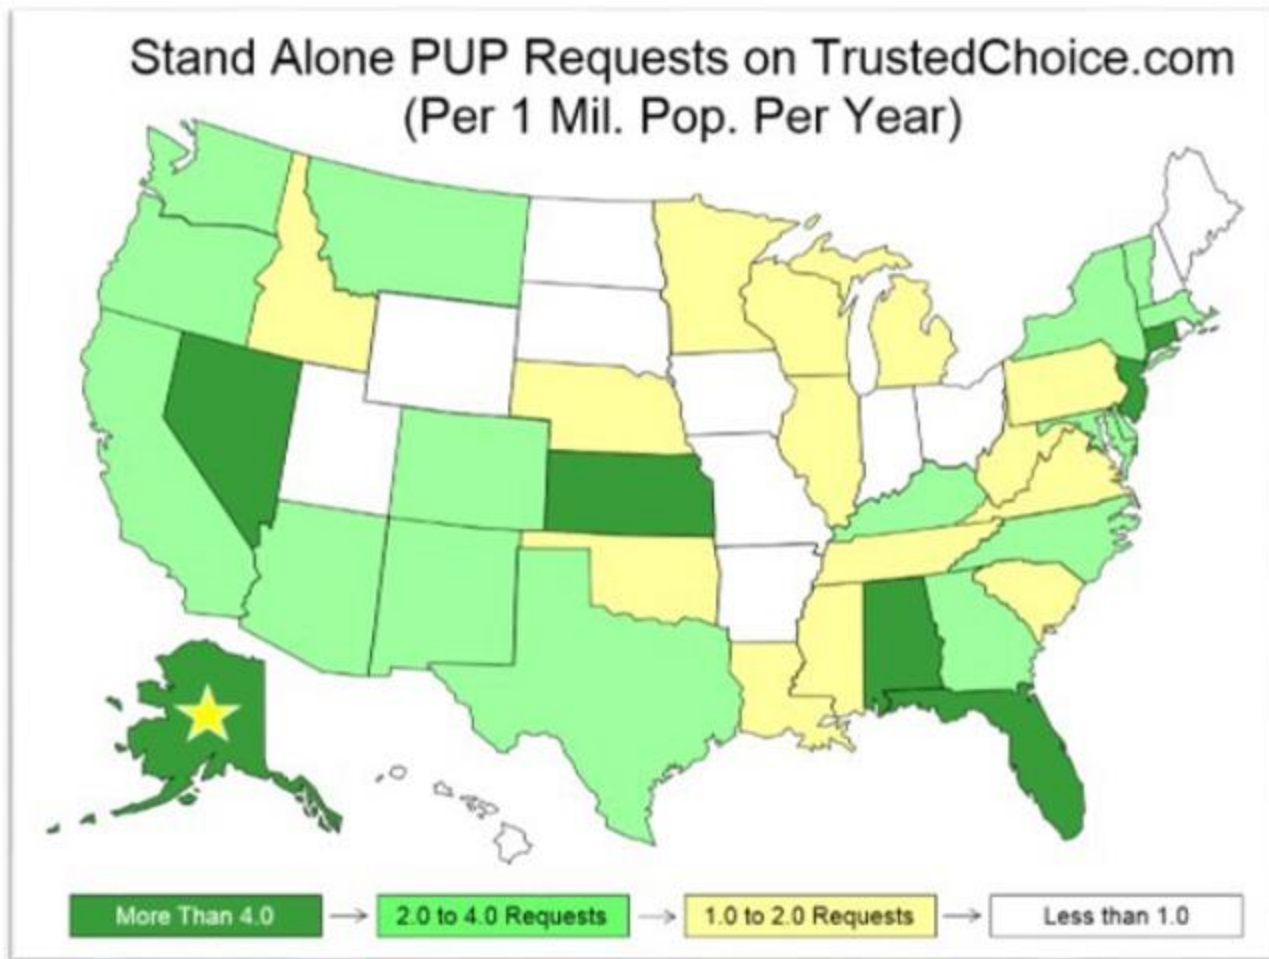 Stand Alone PUP Requests on TrustedChoice.com
(Per 1 Mil. Pop. Per Year)
More Than 4.0
2.0 to 4.0 Requests
1.0 to 2.0 Requests
Less than 1.0